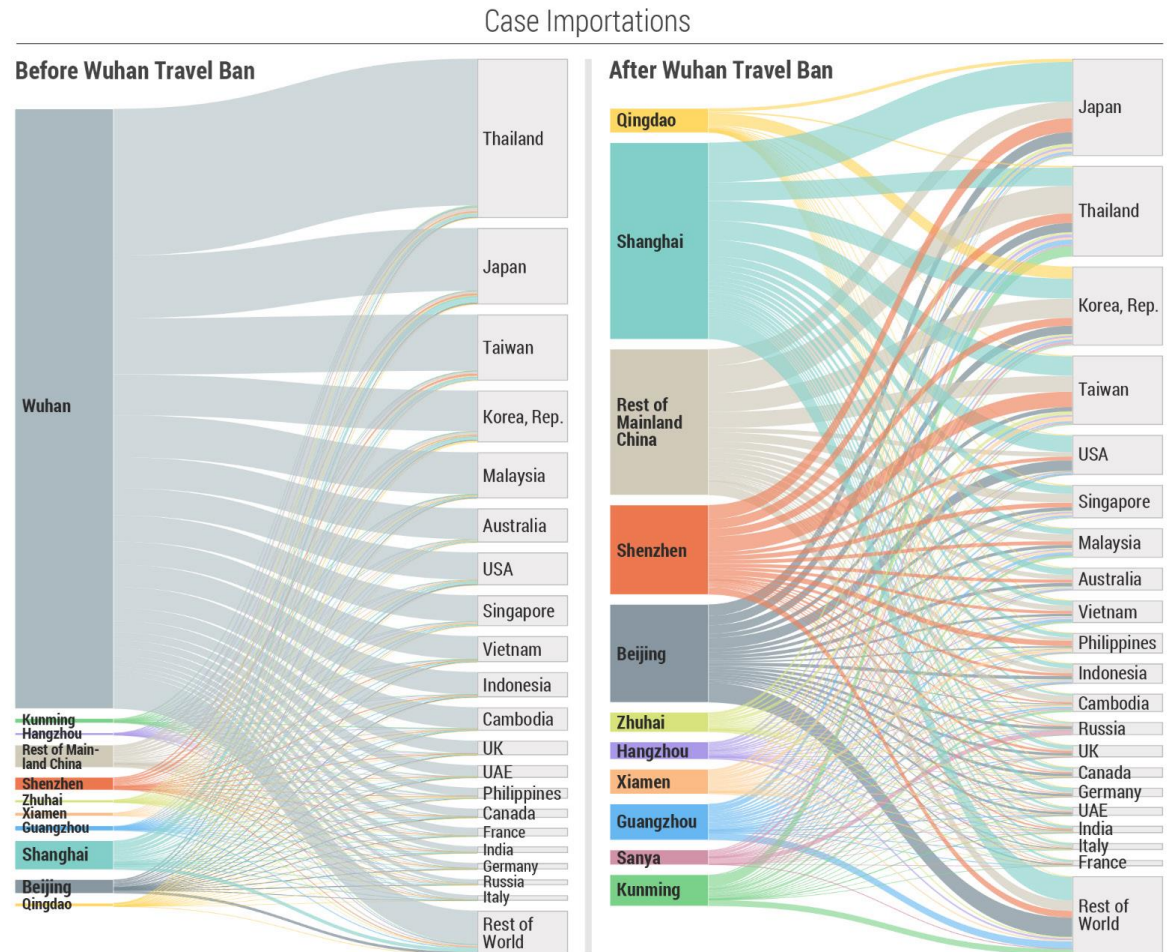 Case Importations
Before Wuhan Travel Ban
Wuhan
Kunming
Hangzhou
Rest of Main-
land China
Shenzhen
Zhuhai
Xiamen
Guangzhou
Shanghai
Beijing
Qingdao
Thailand
Japan
Taiwan
Korea, Rep.
Malaysia
Australia
USA
Singapore
Vietnam
Indonesia
Cambodia
UK
UAE
Philippines
Canada
France
India
Germany
Russia
Italy
Rest of
World
After Wuhan Travel Ban
Qingdao
Shanghai
Rest of
Mainland
China
Shenzhen
Beijing
Zhuhai
Hangzhou
Xiamen
Guangzhou
Sanya
Kunming
Japan
Thailand
Korea, Rep.
Taiwan
USA
Singapore
Malaysia
Australia
Vietnam
Philippines
Indonesia
Cambodia
Russia
UK
Canada
Germany
UAE
India
Italy
France
Rest of
World